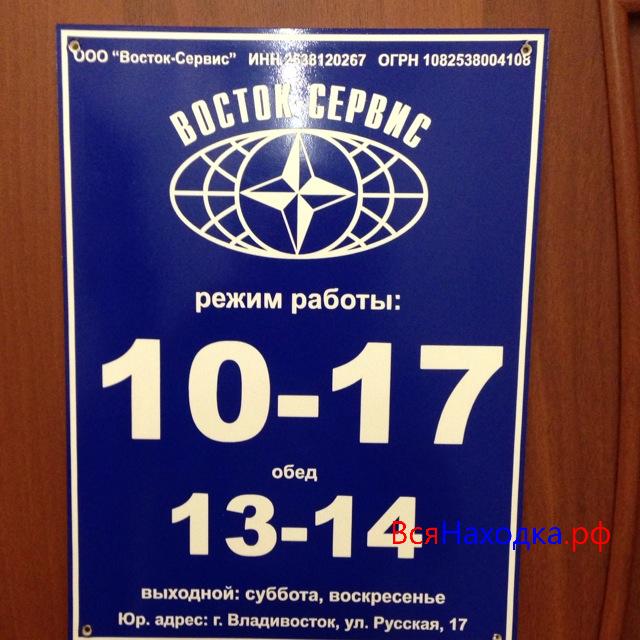 ООО "Восток-Сервис" ИНН 2538120267 ОГРН 1082538004108
ВОСТОК СЕРВИС
режим работы:
10-17
обед
13-14
ВсяНаходка.рф
выходной: суббота, воскресенье
Юр. адрес: г. Владивосток, ул. Русская, 17